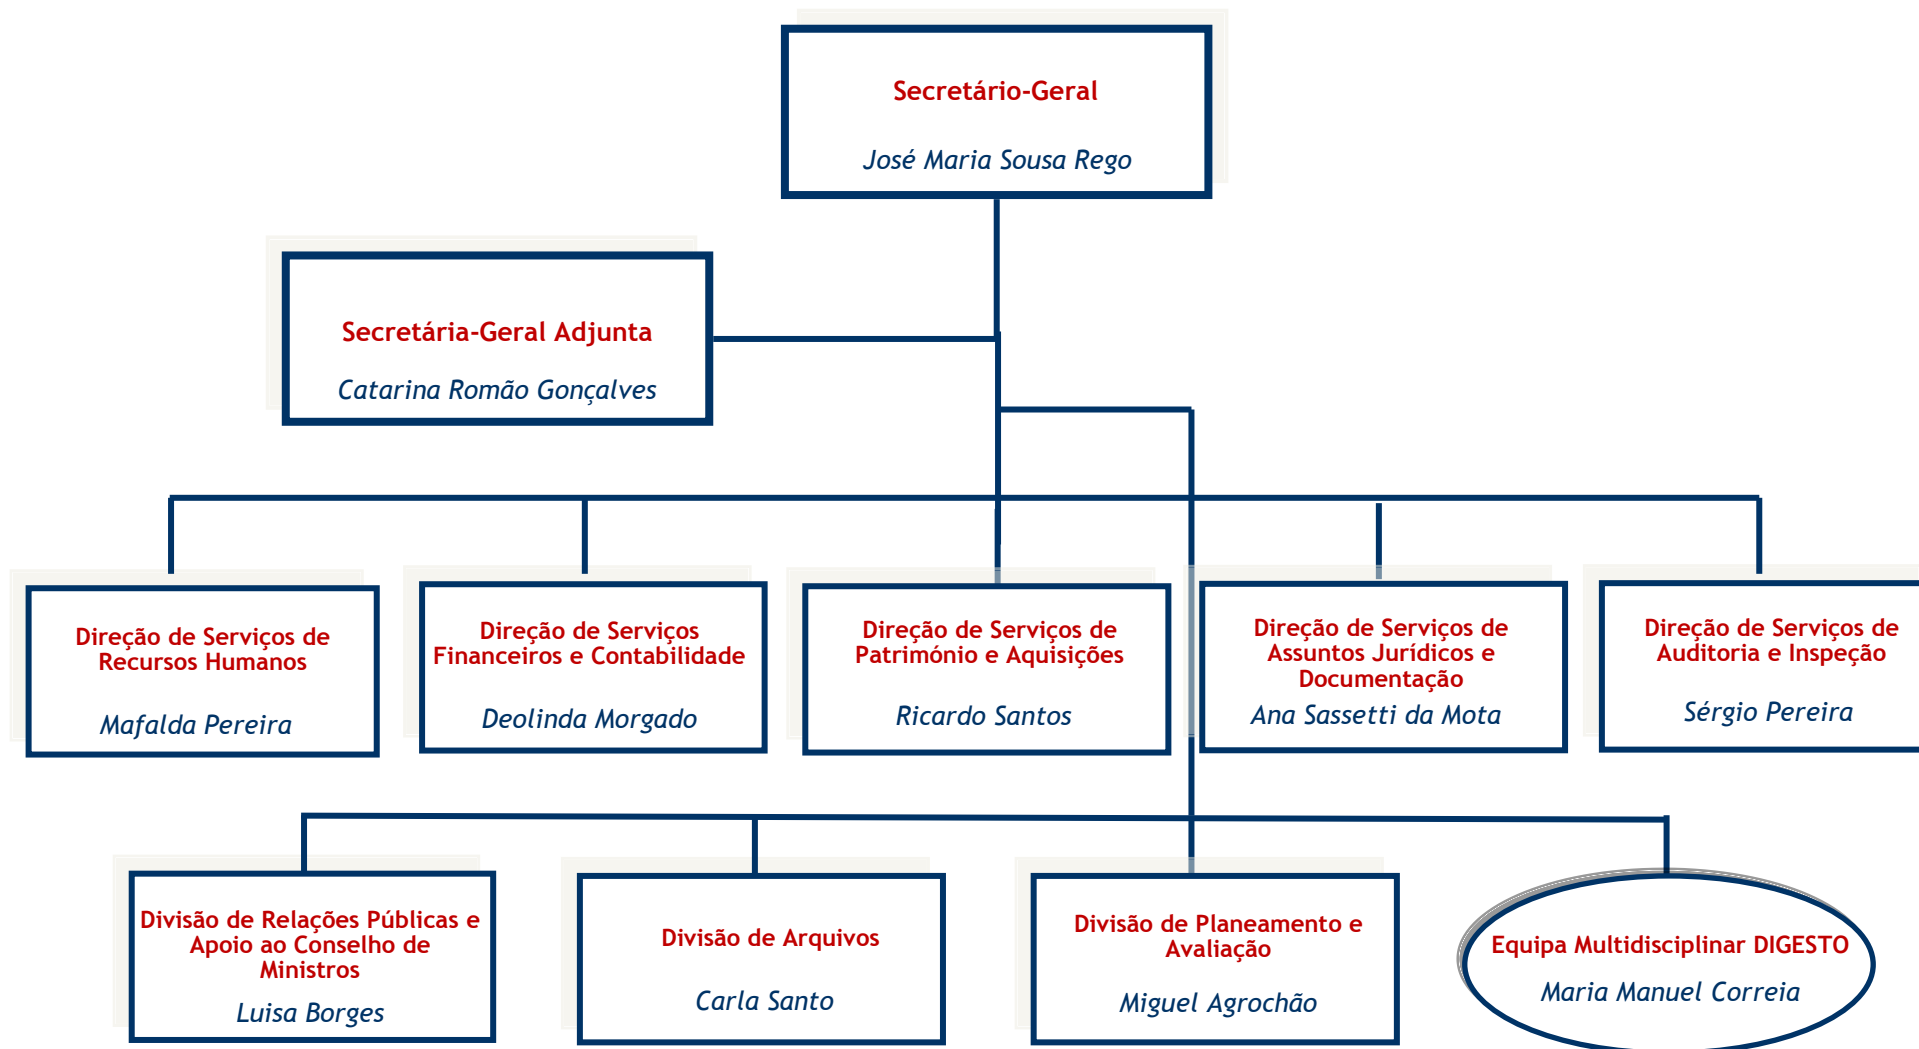 Secretário-Geral
José Maria Sousa Rego
Secretária-Geral Adjunta
Catarina Romão Gonçalves
Direção de Serviços de
Recursos Humanos
Mafalda Pereira
Direção de Serviços
Financeiros e Contabilidade
Deolinda Morgado
Direção de Serviços de
Património e Aquisições
Ricardo Santos
Direção de Serviços de
Assuntos Jurídicos e
Documentação
Ana Sassetti da Mota
Direção de Serviços de
Auditoria e Inspeção
Sérgio Pereira
Divisão de Relações Públicas e
Apoio ao Conselho de
Ministros
Luisa Borges
Divisão de Arquivos
Carla Santo
Divisão de Planeamento e
Avaliação
Miguel Agrochão
Equipa Multidisciplinar DIGESTO
Maria Manuel Correia